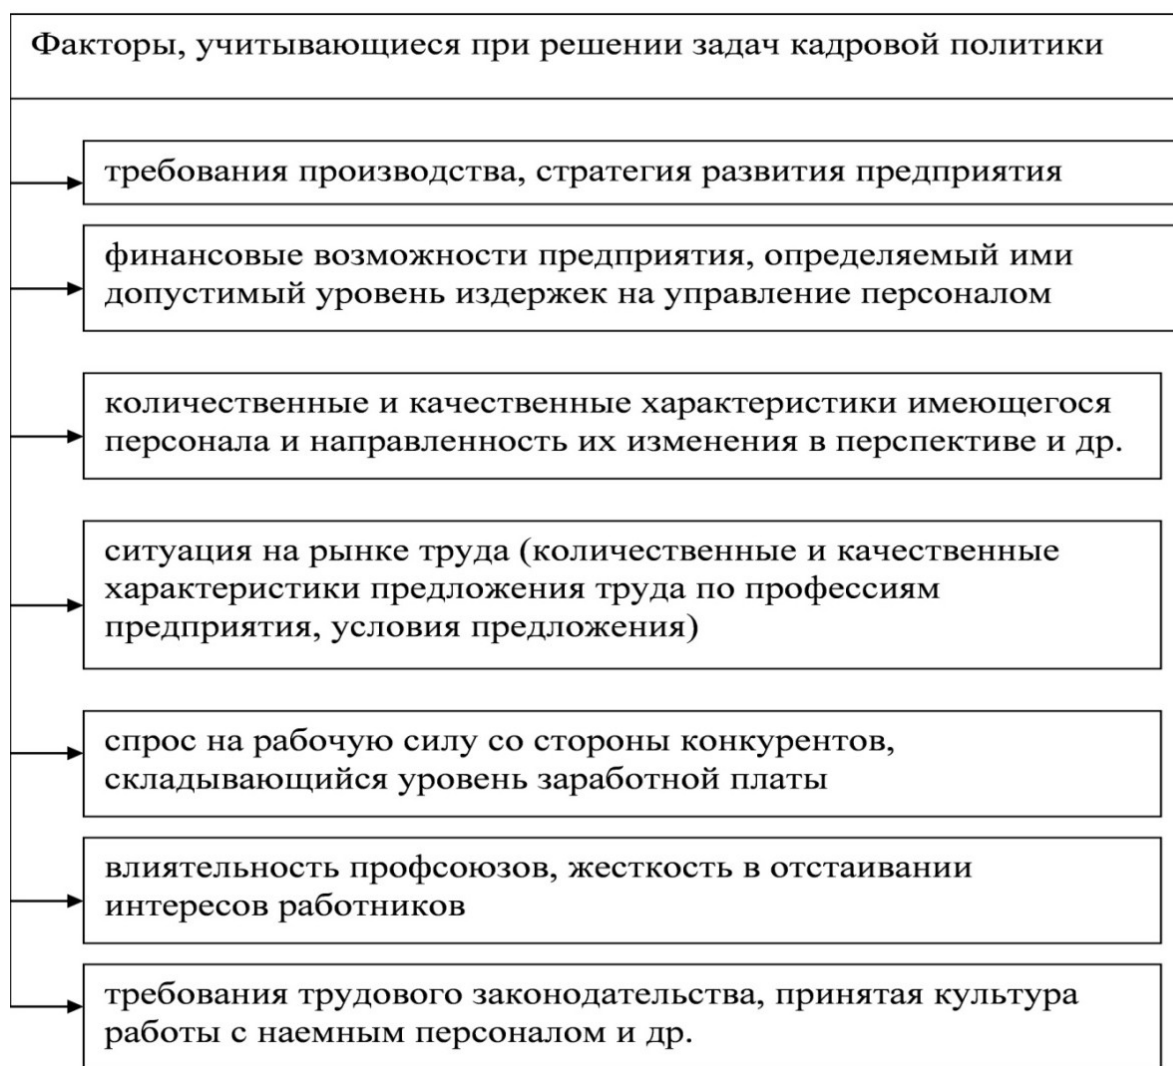 Факторы, учитывающиеся при решении задач кадровой политики
требования производства, стратегия развития предприятия
финансовые возможности предприятия, определяемый ими
допустимый уровень издержек на управление персоналом
количественные и качественные характеристики имеющегося
персонала и направленность их изменения в перспективе и др.
ситуация на рынке труда (количественные и качественные
характеристики предложения труда по профессиям
предприятия, условия предложения)
спрос на рабочую силу со стороны конкурентов,
складывающийся уровень заработной платы
влиятельность профсоюзов, жесткость в отстаивании
интересов работников
требования трудового законодательства, принятая культура
работы с наемным персоналом и др.